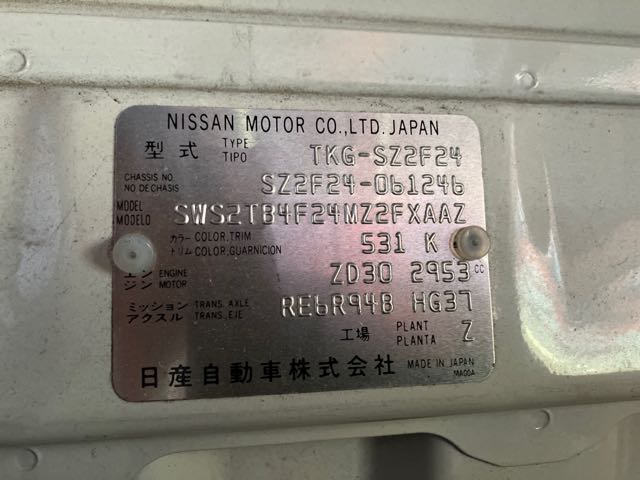 NISSAN MOTOR CO.,LTD. JAPAN
型式 TYPE TIPO TKG-SZ2F24
CHASSIS NO. NO DECHASIS SZ2F24-061246
MODEL MODELO SWS2TB4F24MZ2FXAAZ
カラー COLOR,TRIM
トリム COLOR,GUARNICION 531 K
エンジン ENGINE MOTOR ZD30 2953 cc
ミッション TRANS. AXLE
アクスル TRANS, EJE RE6R94B HG37
工場 PLANT PLANTA Z
日産自動車株式会社 MADE IN JAPAN
MA00A